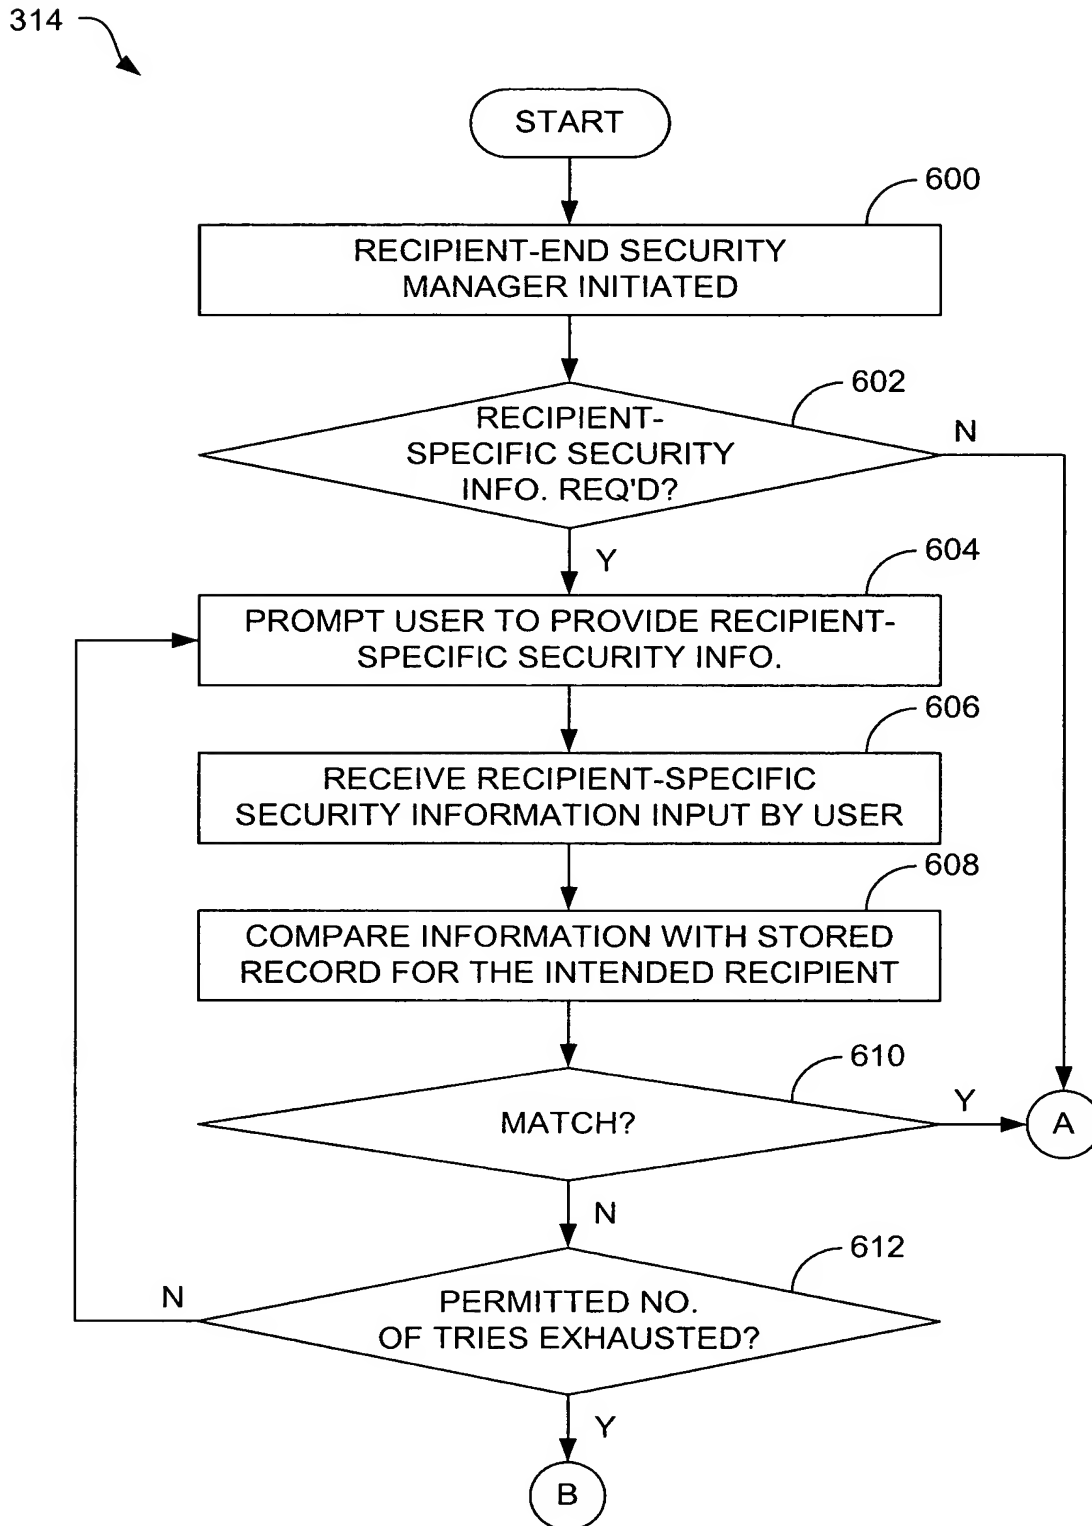 314
START
600
RECIPIENT-END SECURITY
MANAGER INITIATED
602
RECIPIENT-
SPECIFIC SECURITY
INFO. REQ'D?
N
Y
604
PROMPT USER TO PROVIDE RECIPIENT-
SPECIFIC SECURITY INFO.
606
RECEIVE RECIPIENT-SPECIFIC
SECURITY INFORMATION INPUT BY USER
608
COMPARE INFORMATION WITH STORED
RECORD FOR THE INTENDED RECIPIENT
610
MATCH?
Y
A
N
612
N
PERMITTED NO.
OF TRIES EXHAUSTED?
Y
B